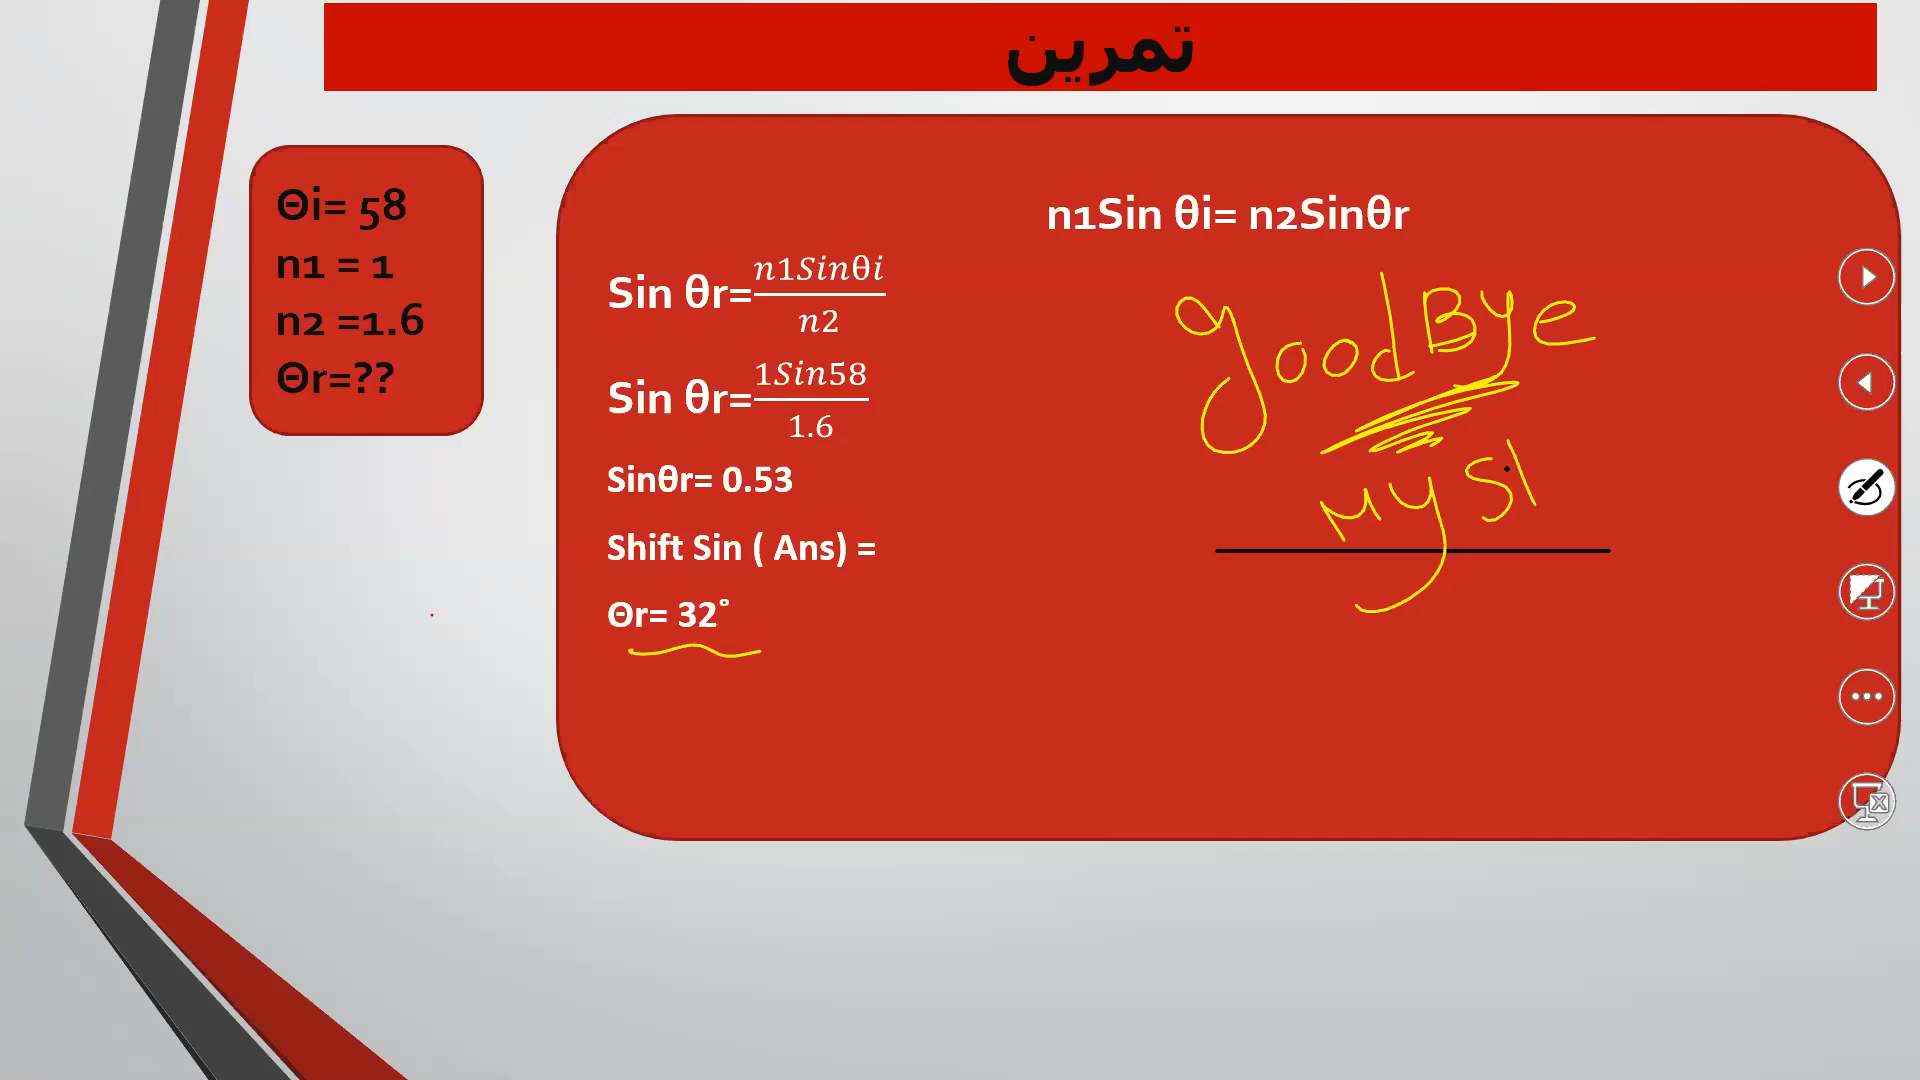 تمرين
Θi= 58
n1 = 1
n2 =1.6
Θr=??
n1Sin θi= n2Sinθr
Sin θr=n1Sinθi/n2
Sin θr=1Sin58/1.6
Sinθr= 0.53
Shift Sin ( Ans) =
Θr= 32°
goodBye
My S